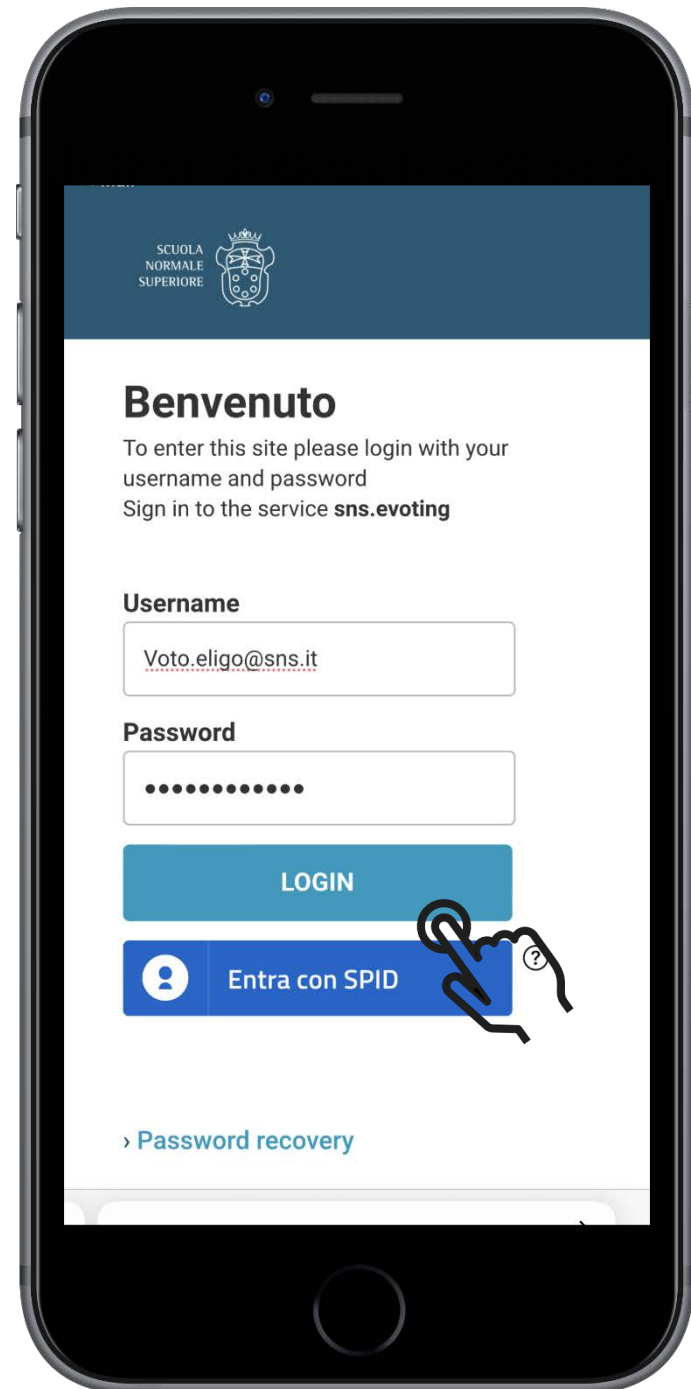 SCUOLA
NORMALE
SUPERIORE
Benvenuto
To enter this site please login with your
username and password
Sign in to the service sns.evoting
Username
Voto.eligo@sns.it
Password
••••••••••••
LOGIN
Entra con SPID
?
› Password recovery